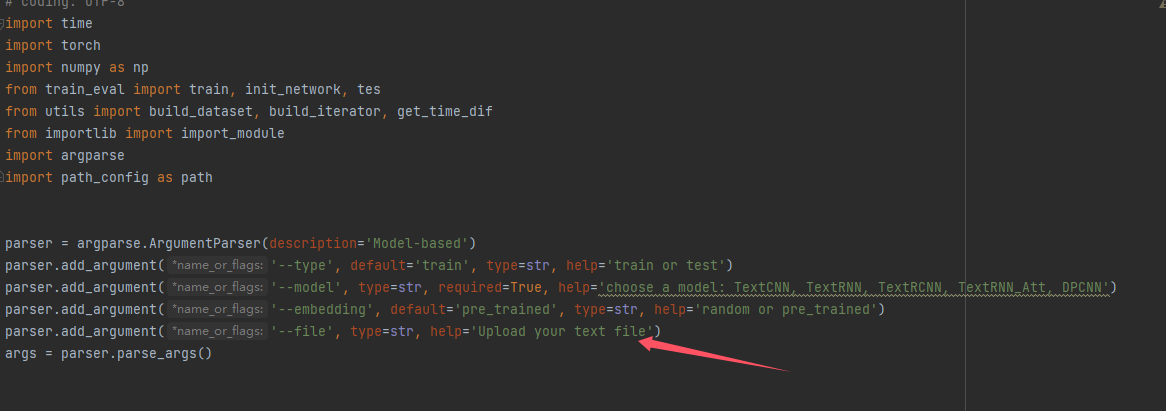 # coding: UTF-8
import time
import torch
import numpy as np
from train_eval import train, init_network, tes
from utils import build_dataset, build_iterator, get_time_dif
from importlib import import_module
import argparse
import path_config as path
parser = argparse.ArgumentParser(description='Model-based')
parser.add_argument( *name_or_flags: '--type', default='train', type=str, help='train or test')
parser.add_argument( *name_or_flags: '--model', type=str, required=True, help='choose a model: TextCNN, TextRNN, TextRCNN, TextRNN_Att, DPCNN')
parser.add_argument( *name_or_flags: '--embedding', default='pre_trained', type=str, help='random or pre_trained')
parser.add_argument( *name_or_flags: '--file', type=str, help='Upload your text file')
args = parser.parse_args()